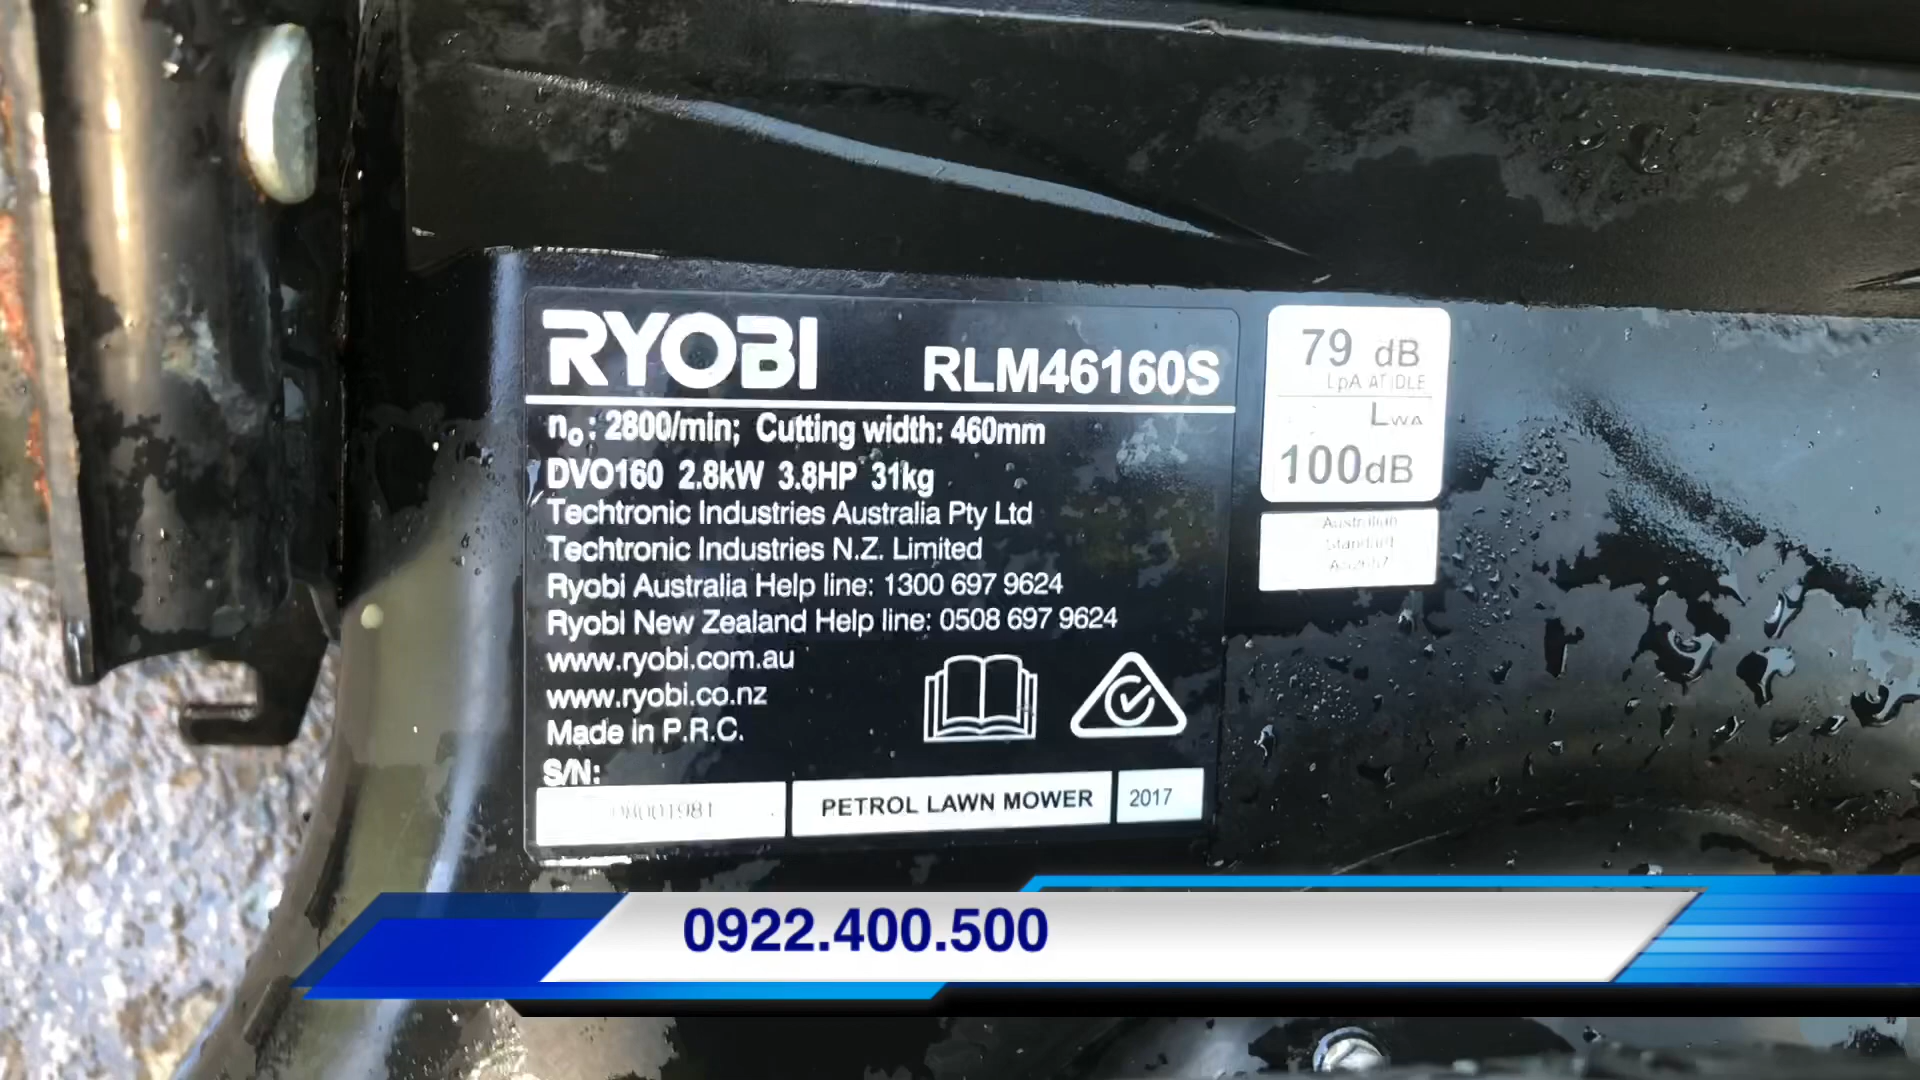 RYOBI RLM46160S
no: 2800/min; Cutting width: 460mm
DVO160 2.8kW 3.8HP 31kg
Techtronic Industries Australia Pty Ltd
Techtronic Industries N.Z. Limited
Ryobi Australia Help line: 1300 697 9624
Ryobi New Zealand Help line: 0508 697 9624
www.ryobi.com.au
www.ryobi.co.nz
Made in P.R.C.
S/N:
PETROL LAWN MOWER 2017
79 dB
LpA AT IDLE
LWA
100dB
Australian
Standard
0922.400.500